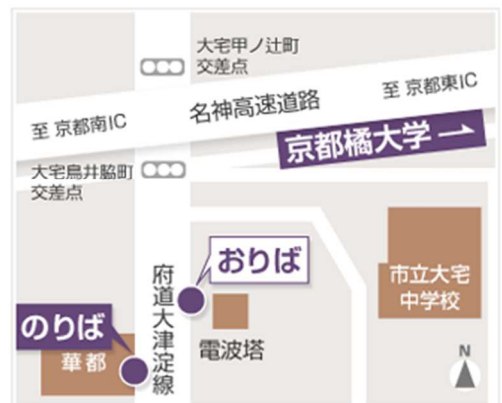 大宅甲ノ辻町
交差点
至 京都東IC
名神高速道路
至 京都南IC
京都橘大学
大宅鳥井脇町
交差点
おりば
府道大津淀線
市立大宅
中学校
のりば
電波塔
華都
N